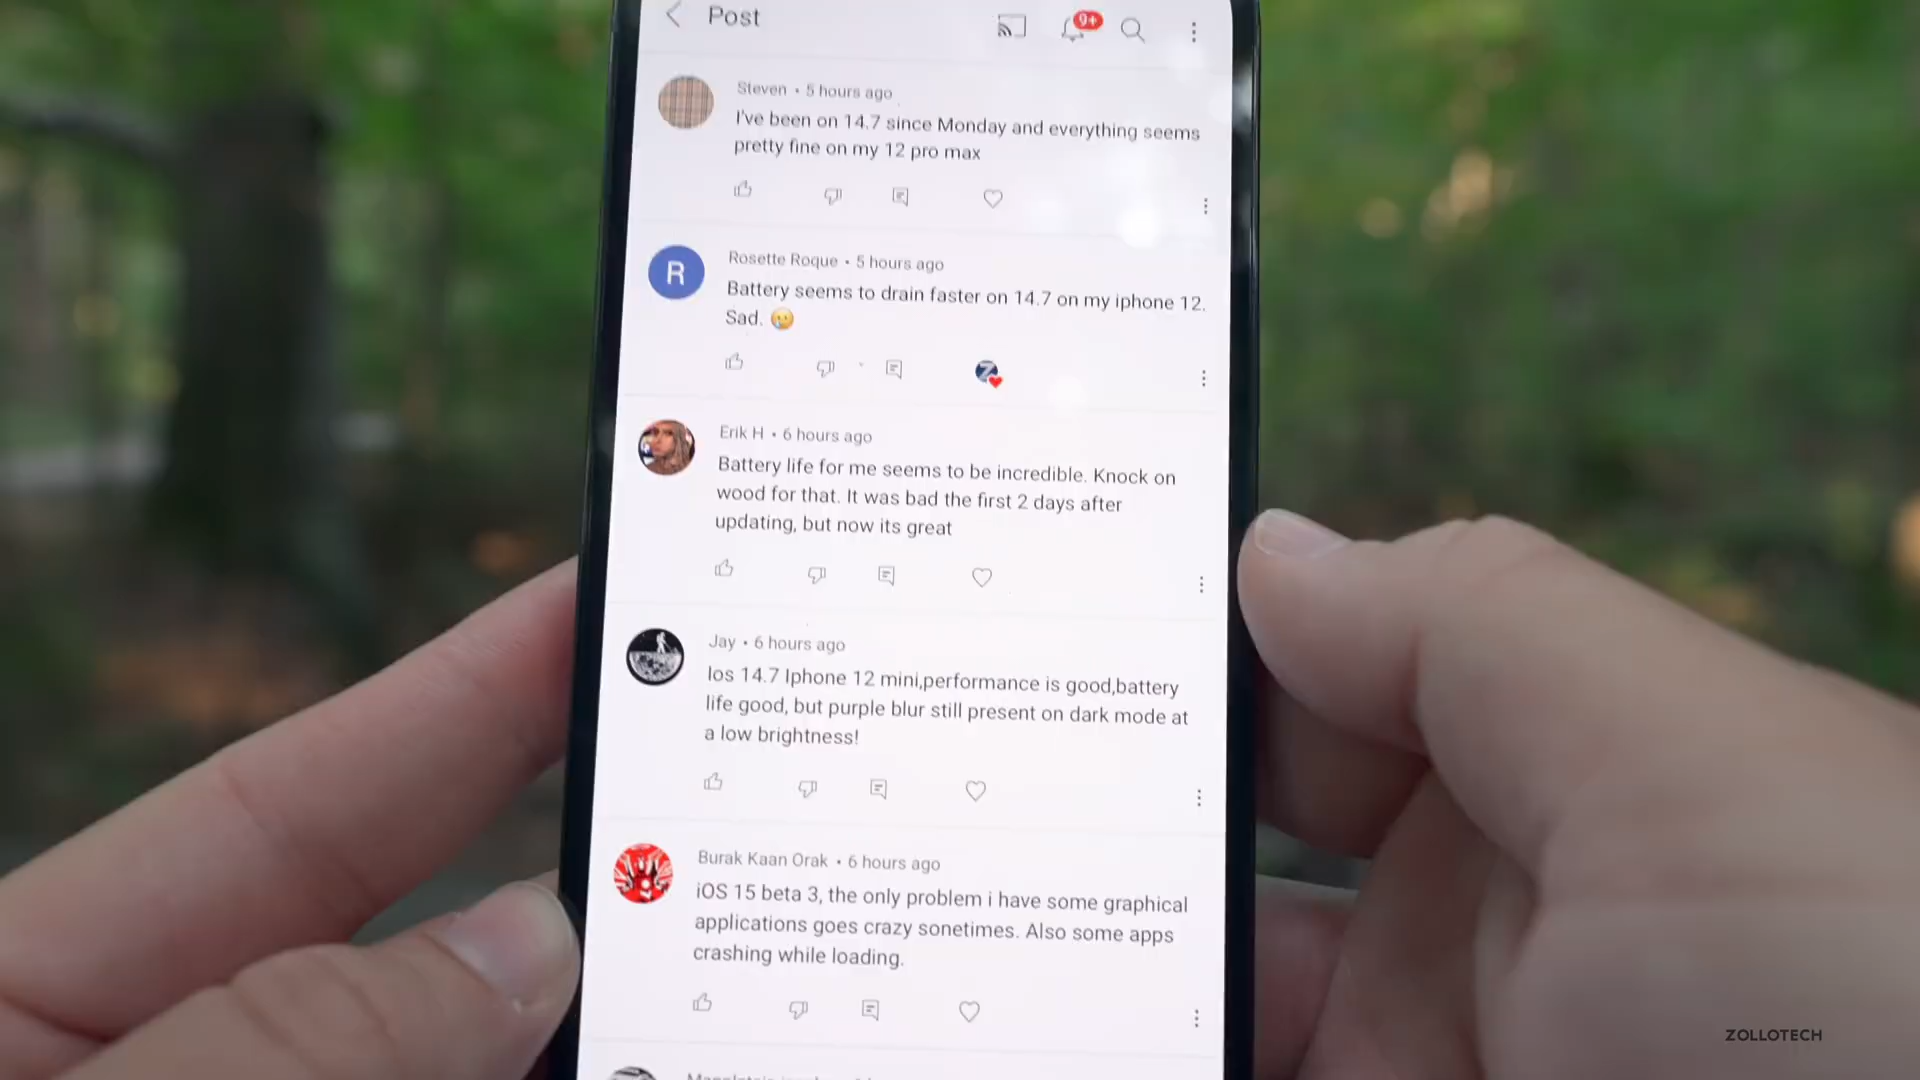 Post
9+
Steven • 5 hours ago
I've been on 14.7 since Monday and everything seems
pretty fine on my 12 pro max
R
Rosette Roque • 5 hours ago
Battery seems to drain faster on 14.7 on my iphone 12.
Sad. 🥲
Z
Erik H • 6 hours ago
Battery life for me seems to be incredible. Knock on
wood for that. It was bad the first 2 days after
updating, but now its great
Jay • 6 hours ago
Ios 14.7 Iphone 12 mini,performance is good,battery
life good, but purple blur still present on dark mode at
a low brightness!
Burak Kaan Orak • 6 hours ago
iOS 15 beta 3, the only problem i have some graphical
applications goes crazy sonetimes. Also some apps
crashing while loading.
ZOLLOTECH